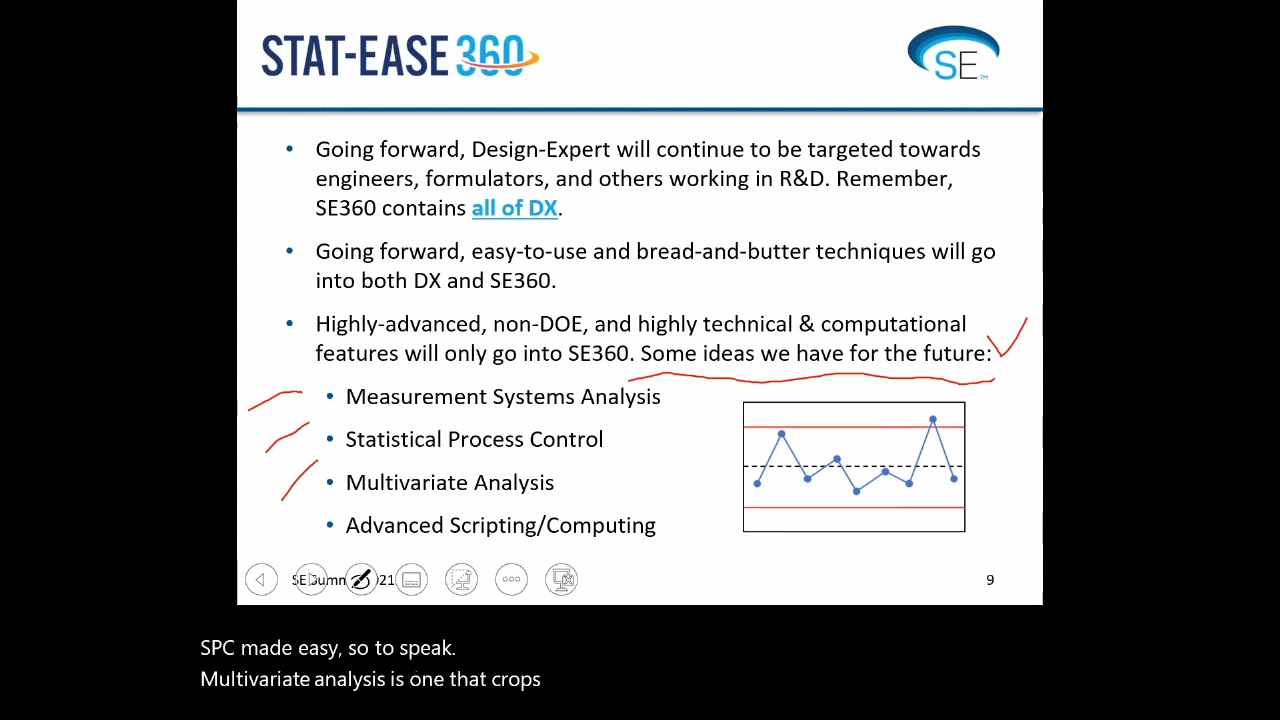 STAT-EASE 360
SE™
• Going forward, Design-Expert will continue to be targeted towards
engineers, formulators, and others working in R&D. Remember,
SE360 contains all of DX.
• Going forward, easy-to-use and bread-and-butter techniques will go
into both DX and SE360.
• Highly-advanced, non-DOE, and highly technical & computational
features will only go into SE360. Some ideas we have for the future:
• Measurement Systems Analysis
• Statistical Process Control
• Multivariate Analysis
• Advanced Scripting/Computing
SE 21
9
SPC made easy, so to speak.
Multivariate analysis is one that crops